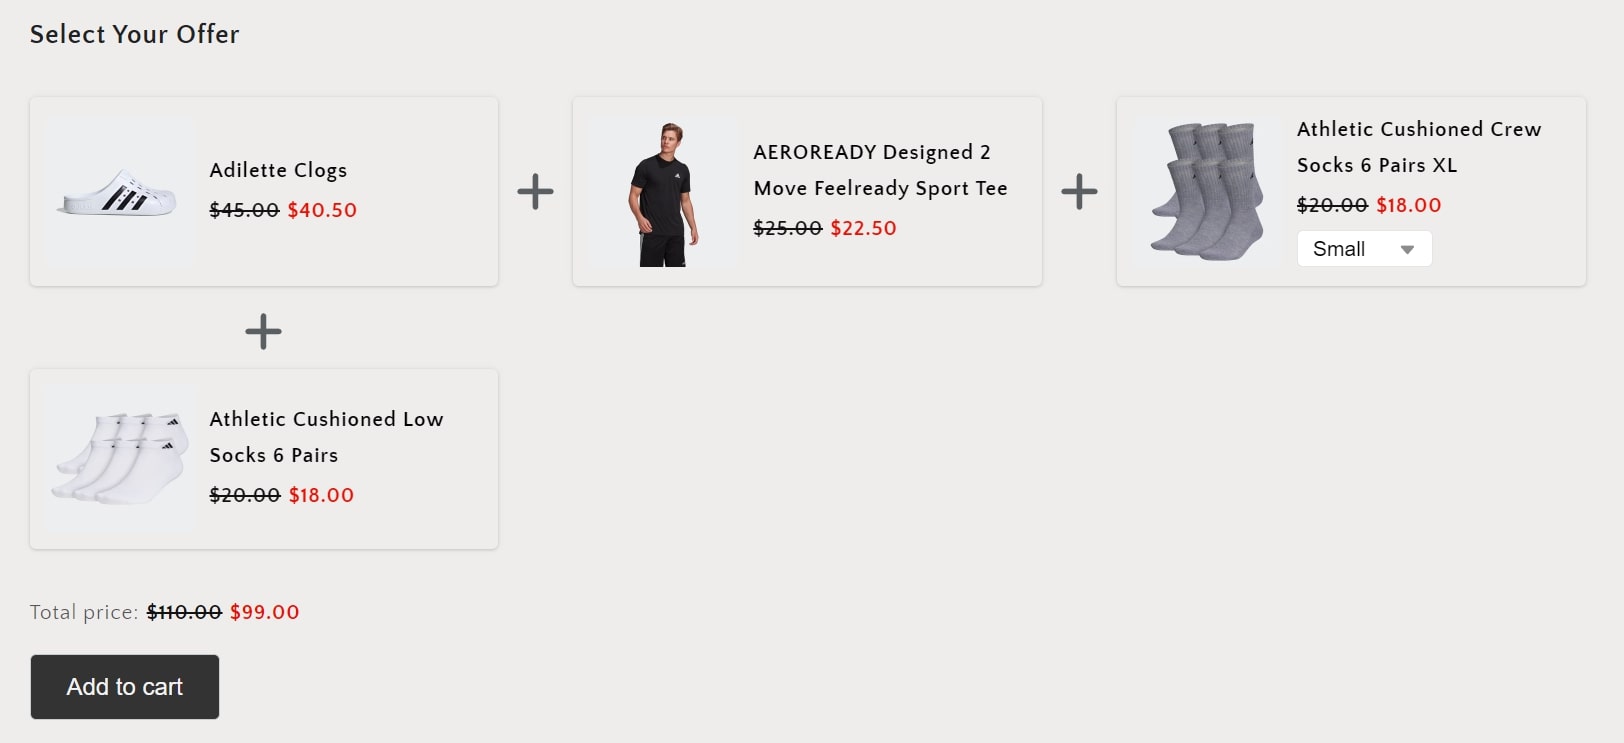 Select Your Offer
Adilette Clogs
$45.00 $40.50
AEROREADY Designed 2
Move Feelready Sport Tee
$25.00 $22.50
Athletic Cushioned Crew
Socks 6 Pairs XL
$20.00 $18.00
Small
Athletic Cushioned Low
Socks 6 Pairs
$20.00 $18.00
Total price: $110.00 $99.00
Add to cart